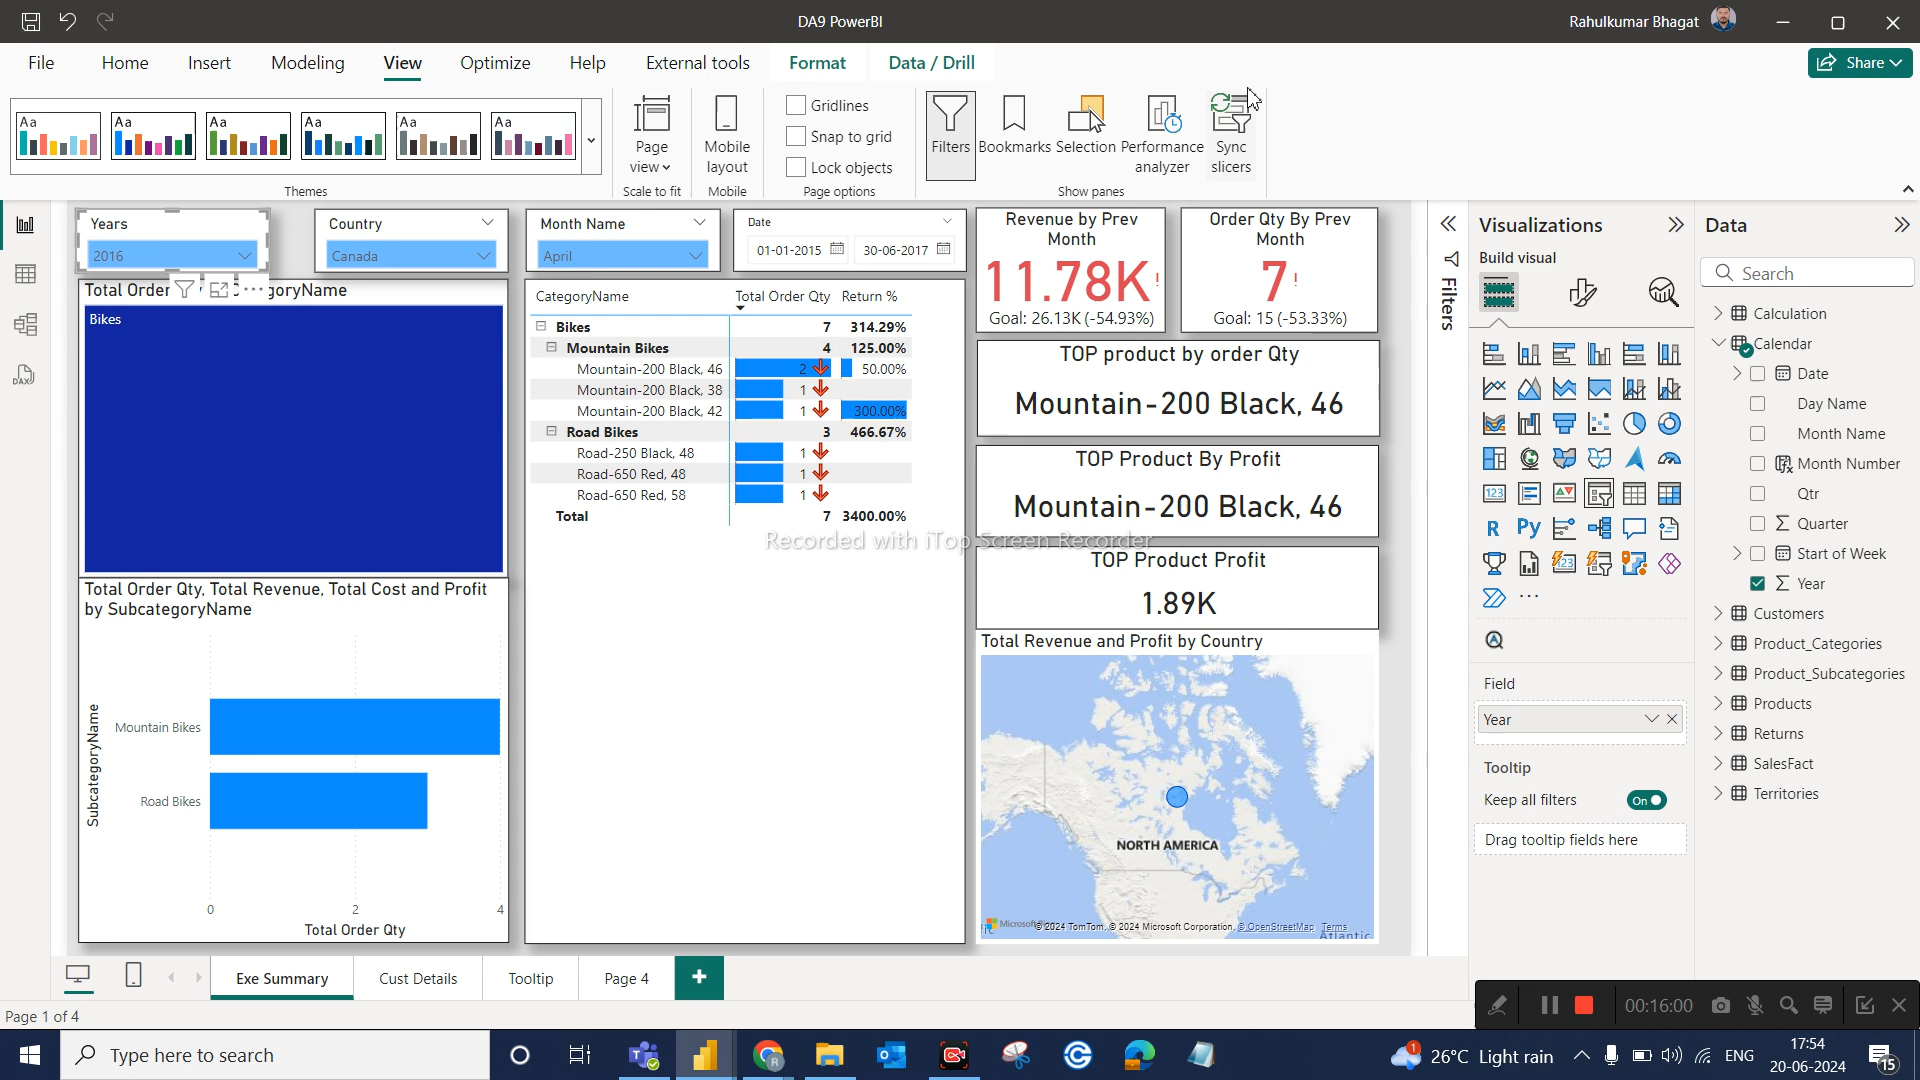 DA9 PowerBI
Rahulkumar Bhagat
File
Home
Insert
Modeling
View
Optimize
Help
External tools
Format
Data / Drill
Share
Aa
Aa
Aa
Aa
Aa
Aa
Themes
Page
view
Scale to fit
Mobile
layout
Mobile
Gridlines
Snap to grid
Lock objects
Page options
Filters
Bookmarks
Selection
Performance
analyzer
Sync
slicers
Show panes
Years
2016
Country
Canada
Month Name
April
Date
01-01-2015
30-06-2017
Revenue by Prev
Month
11.78K!
Goal: 26.13K (-54.93%)
Order Qty By Prev
Month
7!
Goal: 15 (-53.33%)
Total Order
goryName
Bikes
CategoryName Total Order Qty Return %
Bikes 7 314.29%
Mountain Bikes 4 125.00%
Mountain-200 Black, 46 2 50.00%
Mountain-200 Black, 38 1
Mountain-200 Black, 42 1 300.00%
Road Bikes 3 466.67%
Road-250 Black, 48 1
Road-650 Red, 48 1
Road-650 Red, 58 1
Total 7 3400.00%
Recorded with iTop Screen Recorder
TOP product by order Qty
Mountain-200 Black, 46
TOP Product By Profit
Mountain-200 Black, 46
TOP Product Profit
1.89K
Total Revenue and Profit by Country
NORTH AMERICA
Microsoft
© 2024 TomTom, © 2024 Microsoft Corporation, © OpenStreetMap Terms
Atlantic
Total Order Qty, Total Revenue, Total Cost and Profit
by SubcategoryName
SubcategoryName
Mountain Bikes
Road Bikes
0 2 4
Total Order Qty
Filters
Visualizations
Build visual
123
R
Py
123
Field
Year
Tooltip
Keep all filters
On
Drag tooltip fields here
Data
Search
Calculation
Calendar
Date
Day Name
Month Name
Month Number
Qtr
Quarter
Start of Week
Year
Customers
Product_Categories
Product_Subcategories
Products
Returns
SalesFact
Territories
DAX
Exe Summary
Cust Details
Tooltip
Page 4
+
Page 1 of 4
00:16:00
Type here to search
26°C Light rain
ENG
17:54
20-06-2024
15